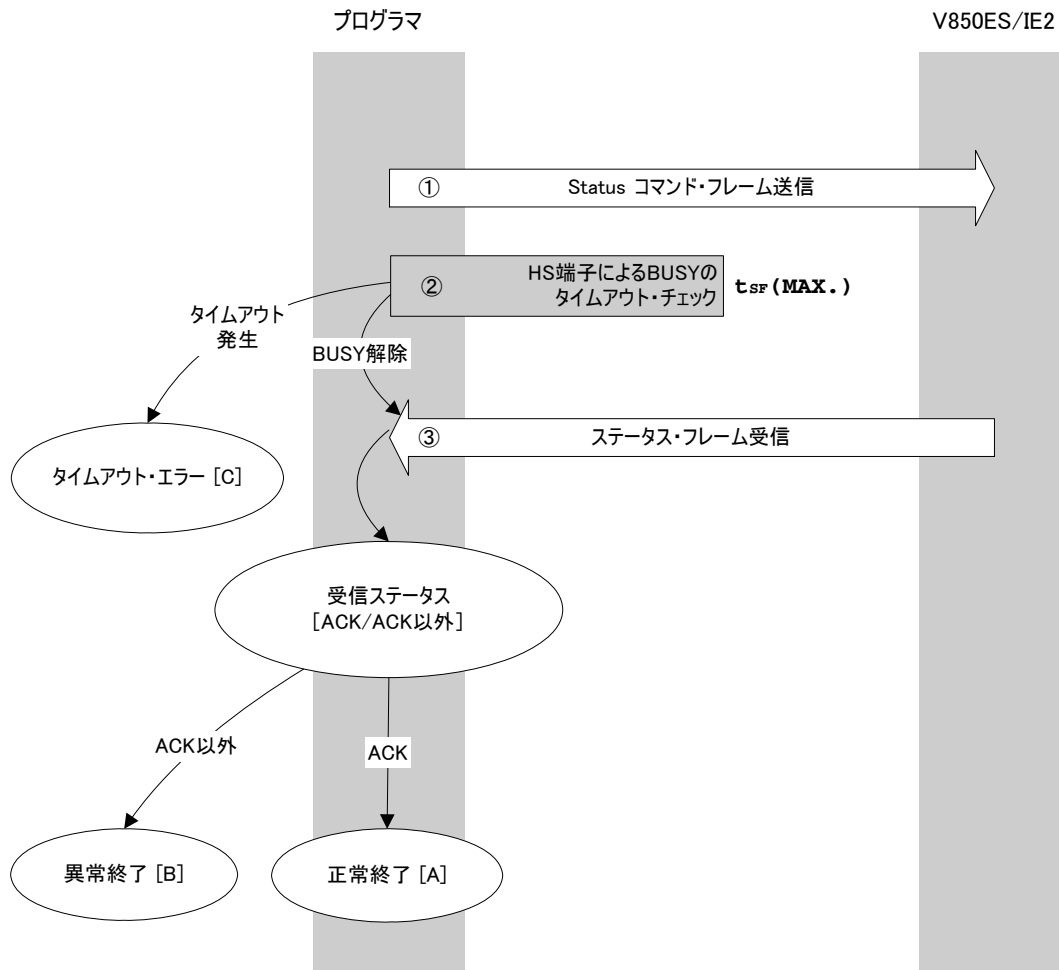 プログラマ
V850ES/IE2
① Status コマンド・フレーム送信
② HS端子によるBUSYの
タイムアウト・チェック
tSF(MAX.)
タイムアウト
発生
BUSY解除
③ ステータス・フレーム受信
タイムアウト・エラー [C]
受信ステータス
[ACK/ACK以外]
ACK以外
ACK
異常終了 [B]
正常終了 [A]